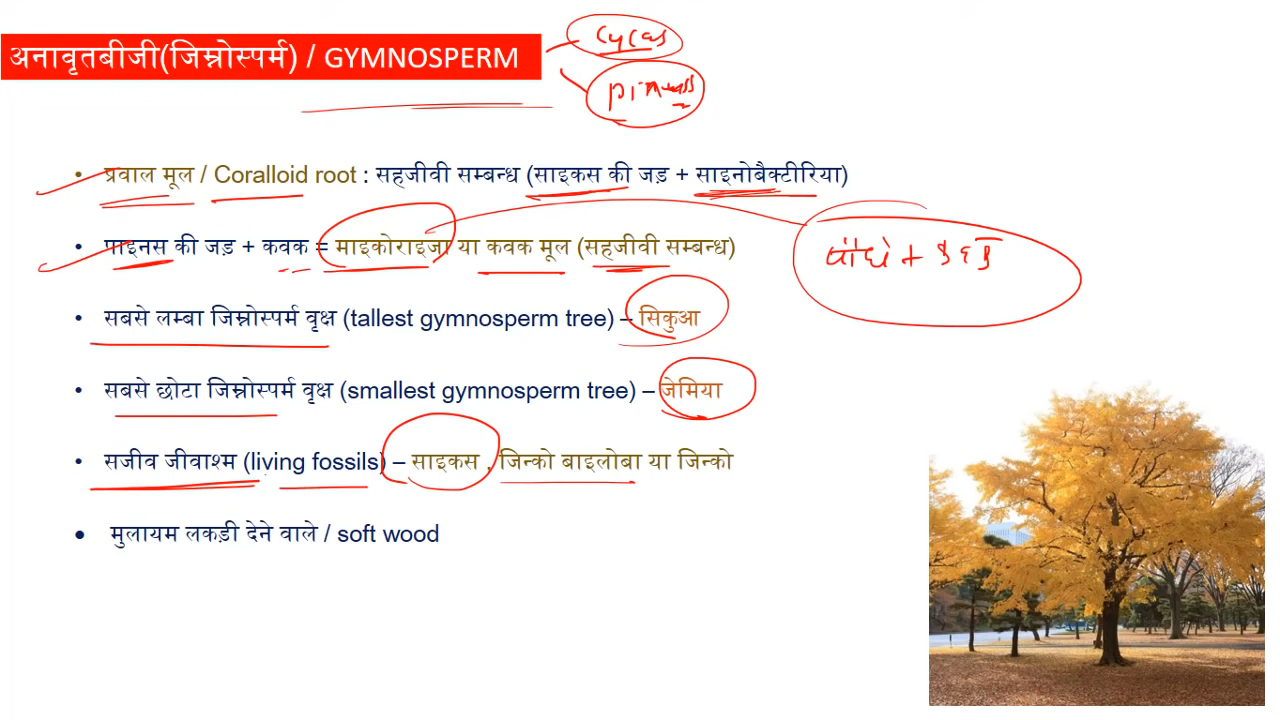 अनावृतबीजी(जिम्नोस्पर्म) / GYMNOSPERM
Cycas
Pinus
• प्रवाल मूल / Coralloid root : सहजीवी सम्बन्ध (साइकस की जड़ + साइनोबैक्टीरिया)
• पाइनस की जड़ + कवक = माइकोराइजा या कवक मूल (सहजीवी सम्बन्ध)
पौधे + कवक
• सबसे लम्बा जिम्नोस्पर्म वृक्ष (tallest gymnosperm tree) – सिकुआ
• सबसे छोटा जिम्नोस्पर्म वृक्ष (smallest gymnosperm tree) – जेमिया
• सजीव जीवाश्म (living fossils) – साइकस , जिन्को बाइलोबा या जिन्को
• मुलायम लकड़ी देने वाले / soft wood